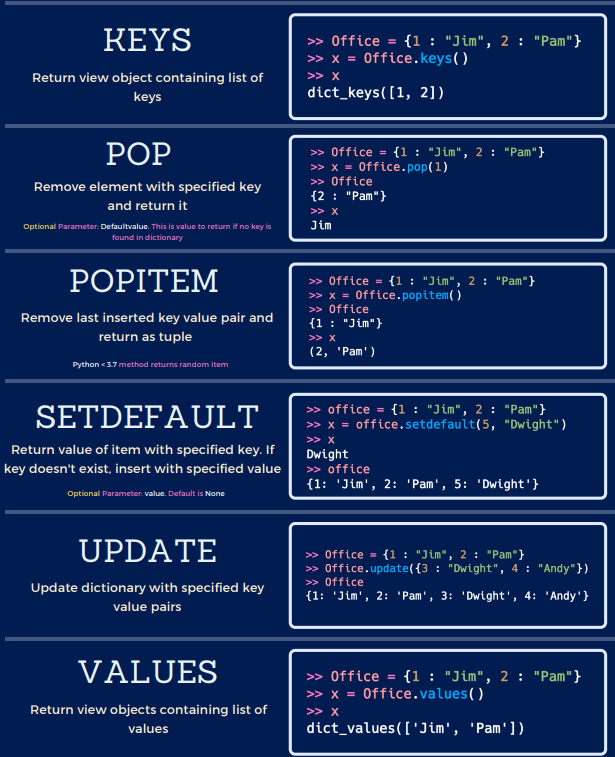 KEYS
Return view object containing list of
keys
>> Office = {1 : "Jim", 2 : "Pam"}
>> x = Office.keys()
>> x
dict_keys([1, 2])
POP
Remove element with specified key
and return it
Optional Parameter: Defaultvalue. This is value to return if no key is
found in dictionary
>> Office = {1 : "Jim", 2 : "Pam"}
>> x = Office.pop(1)
>> Office
{2 : "Pam"}
>> x
Jim
POPITEM
Remove last inserted key value pair and
return as tuple
Python < 3.7 method returns random item
>> Office = {1 : "Jim", 2 : "Pam"}
>> x = Office.popitem()
>> Office
{1 : "Jim"}
>> x
(2, 'Pam')
SETDEFAULT
Return value of item with specified key. If
key doesn't exist, insert with specified value
Optional Parameter: value. Default is None
>> office = {1 : "Jim", 2 : "Pam"}
>> x = office.setdefault(5, "Dwight")
>> x
Dwight
>> office
{1: 'Jim', 2: 'Pam', 5: 'Dwight'}
UPDATE
Update dictionary with specified key
value pairs
>> Office = {1 : "Jim", 2 : "Pam"}
>> Office.update({3 : "Dwight", 4 : "Andy"})
>> Office
{1: 'Jim', 2: 'Pam', 3: 'Dwight', 4: 'Andy'}
VALUES
Return view objects containing list of
values
>> Office = {1 : "Jim", 2 : "Pam"}
>> x = Office.values()
>> x
dict_values(['Jim', 'Pam'])